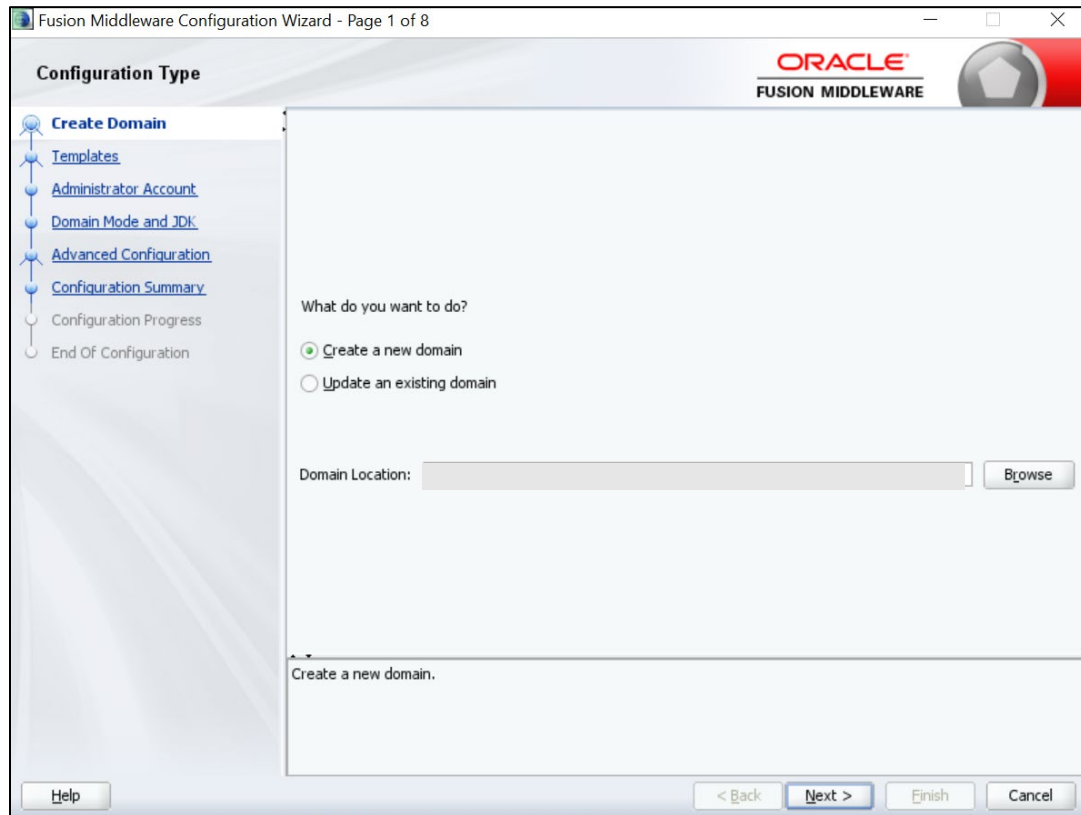 Fusion Middleware Configuration Wizard - Page 1 of 8
Configuration Type
ORACLE
FUSION MIDDLEWARE
Create Domain
Templates
Administrator Account
Domain Mode and JDK
Advanced Configuration
Configuration Summary
Configuration Progress
End Of Configuration
What do you want to do?
Create a new domain
Update an existing domain
Domain Location:
Browse
Create a new domain.
Help
< Back
Next >
Finish
Cancel